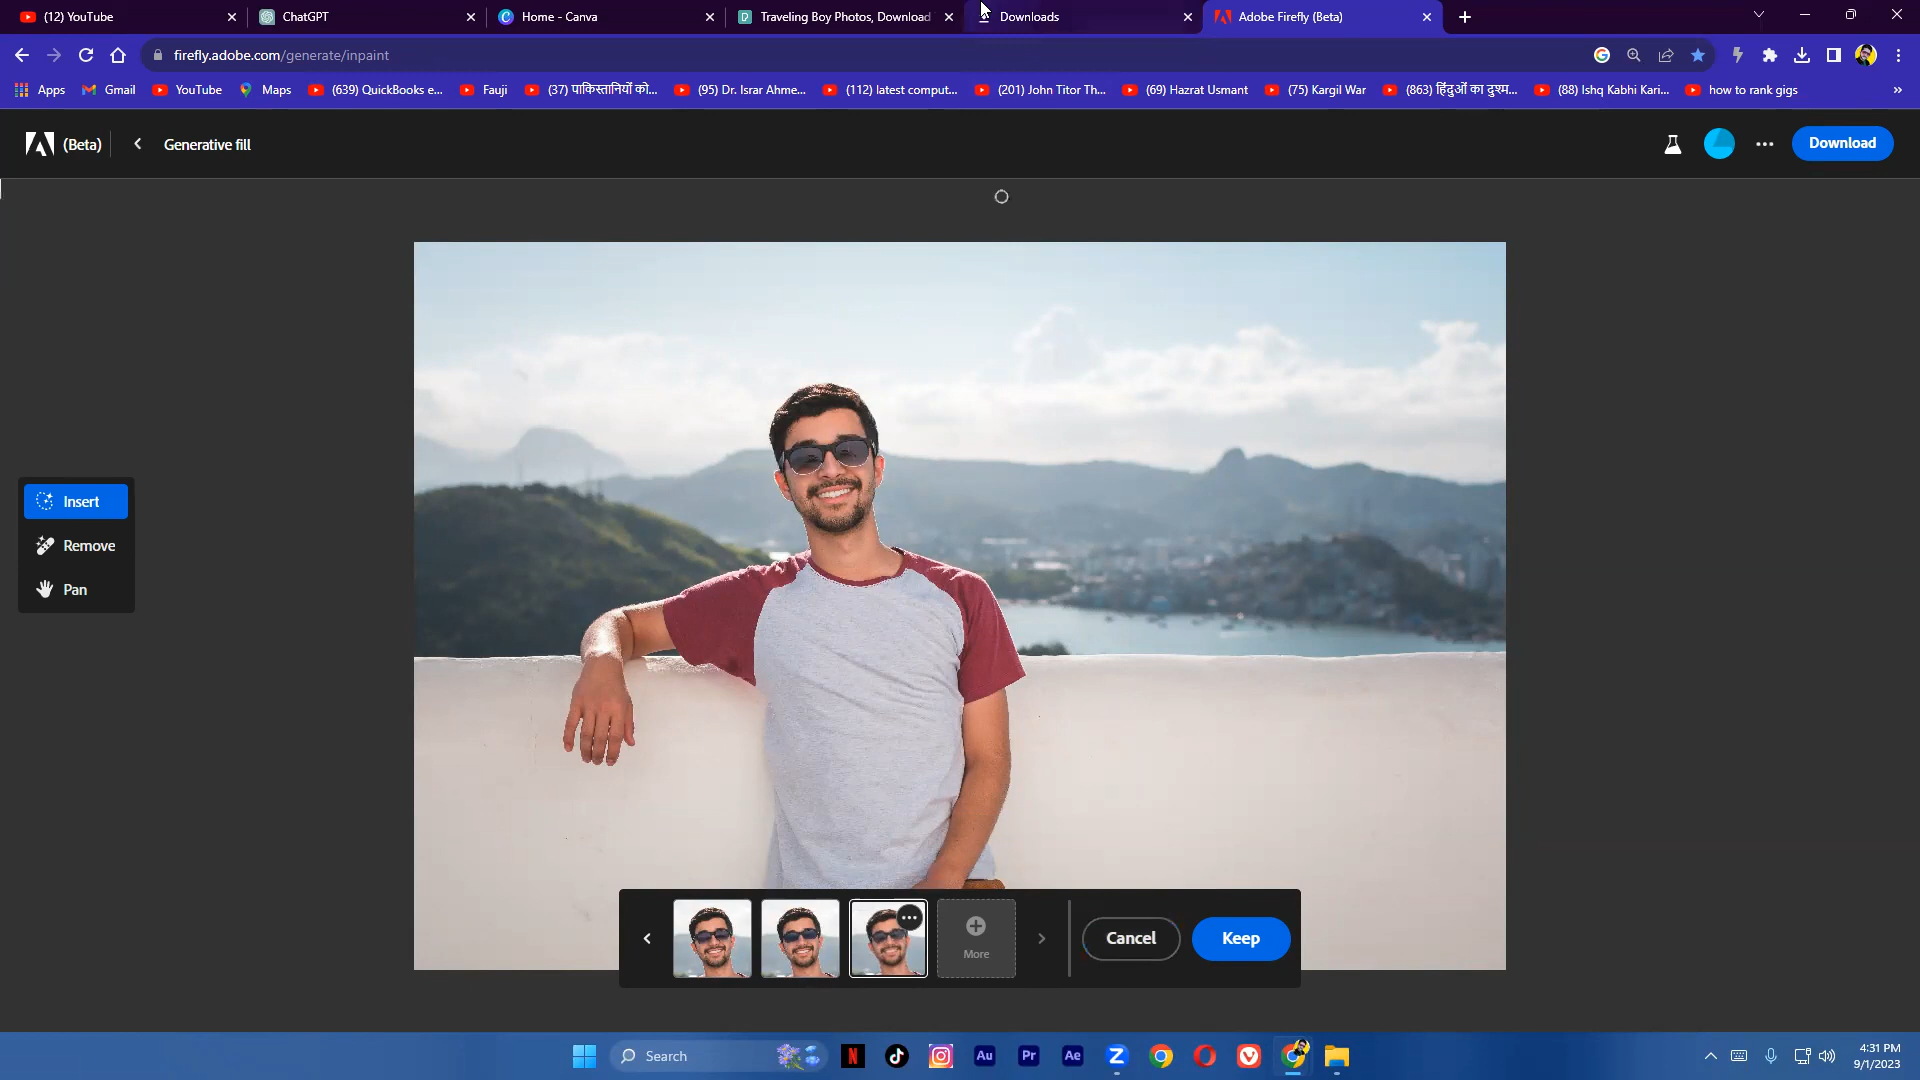 (12) YouTube
ChatGPT
Home - Canva
Traveling Boy Photos, Download
Downloads
Adobe Firefly (Beta)
firefly.adobe.com/generate/inpaint
Apps
Gmail
YouTube
Maps
(639) QuickBooks e...
Fauji
(37) पाकिस्तानियों को...
(95) Dr. Israr Ahme...
(112) latest comput...
(201) John Titor Th...
(69) Hazrat Usmant
(75) Kargil War
(863) हिंदुओं का दुश्म...
(88) Ishq Kabhi Kari...
how to rank gigs
(Beta)
Generative fill
Download
Insert
Remove
Pan
More
Cancel
Keep
Search
Au
Pr
Ae
4:31 PM
9/1/2023